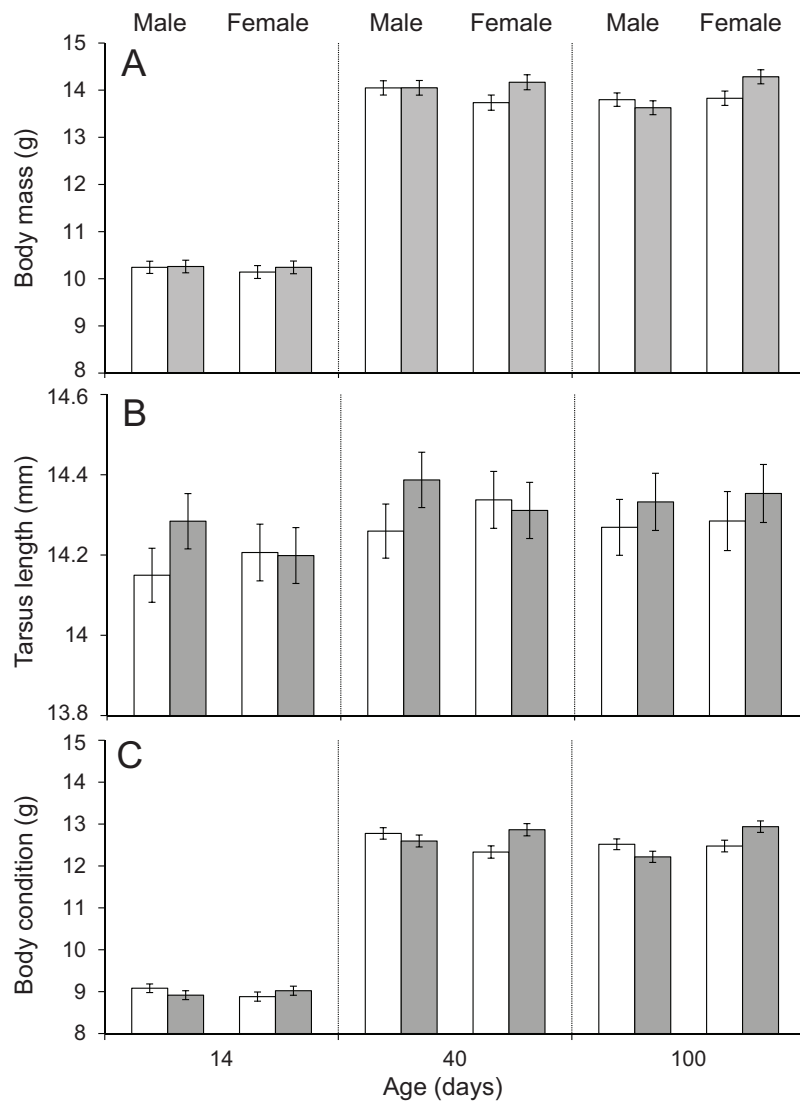 Male Female Male Female Male Female
A
15
14
13
12
11
10
9
8
Body mass (g)
B
14.6
14.4
14.2
14
13.8
Tarsus length (mm)
C
15
14
13
12
11
10
9
8
Body condition (g)
14 40 100
Age (days)